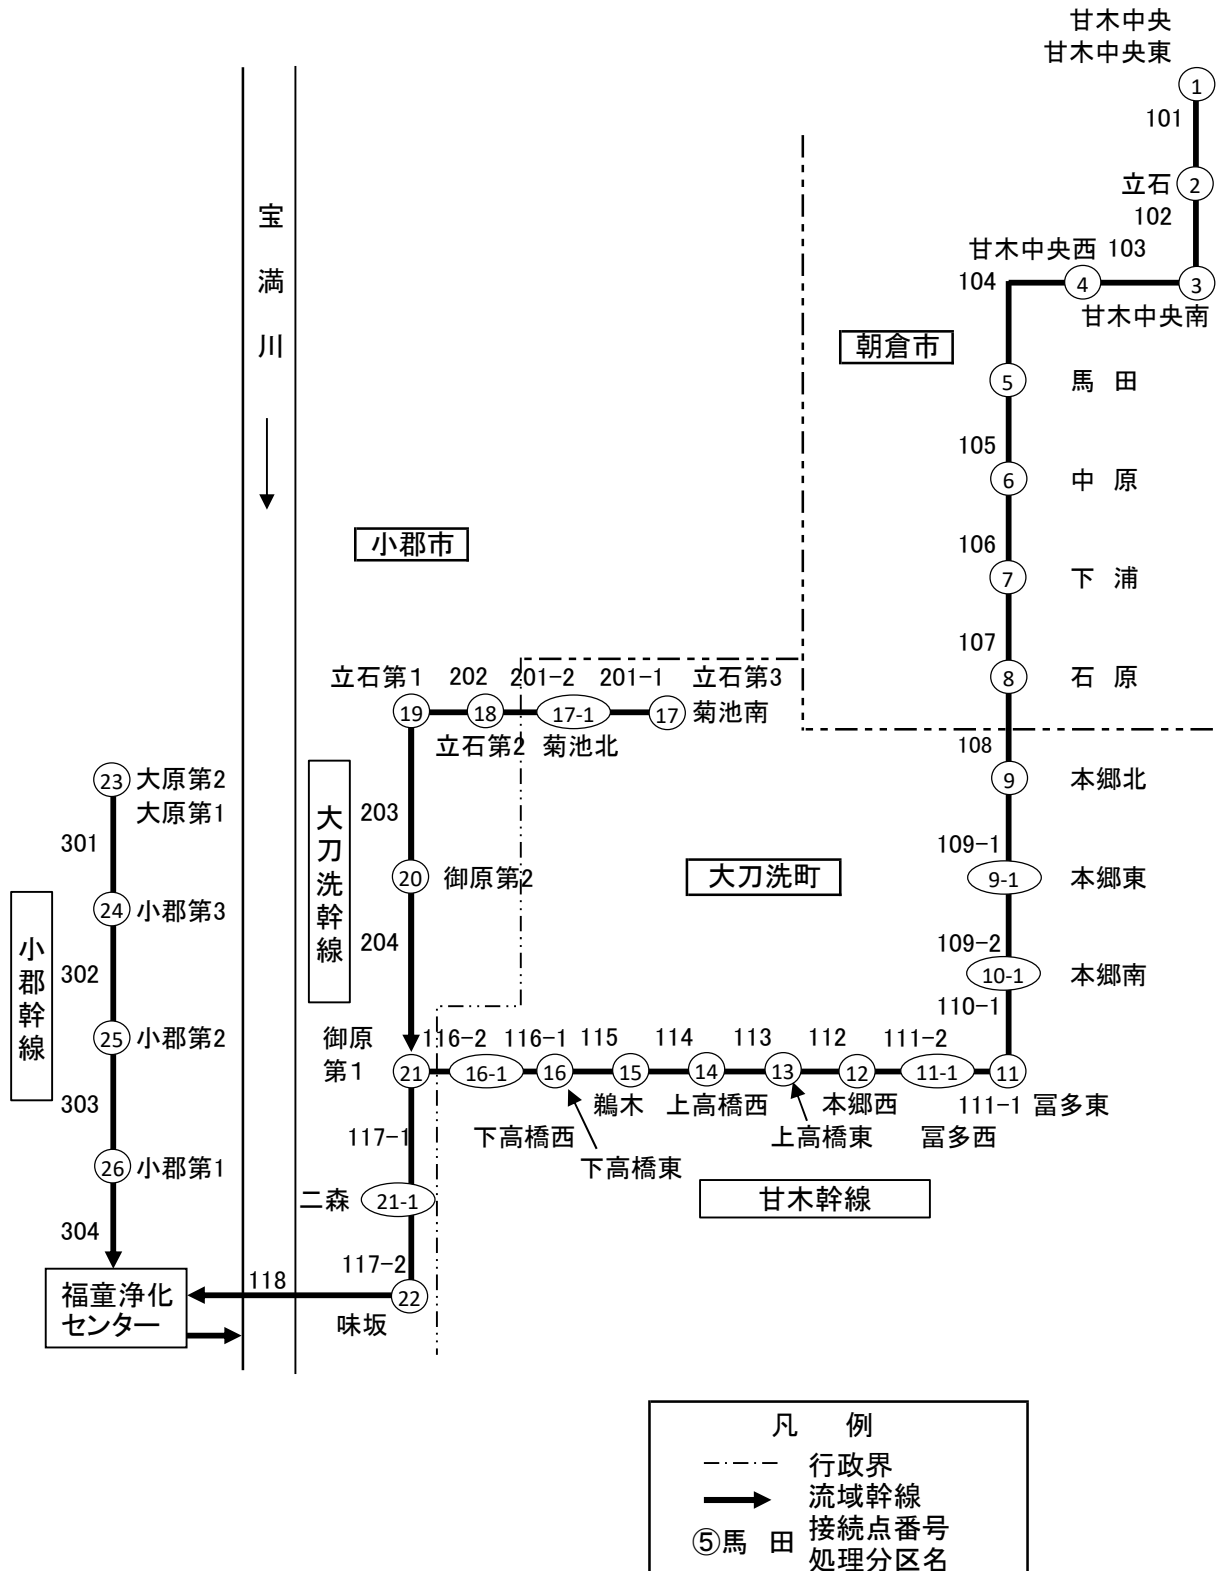 甘木中央
甘木中央東
1
101
立石 2
102
甘木中央西 103
104
4
3
甘木中央南
宝満川
朝倉市
5 馬 田
105
6 中 原
106
小郡市
7 下 浦
107
8 石 原
立石第1 202 201-2 201-1 立石第3
19
18
17-1
17 菊池南
立石第2 菊池北
108
9 本郷北
23 大原第2
大原第1
大刀洗幹線
203
301
109-1
20 御原第2
大刀洗町
9-1 本郷東
24 小郡第3
小郡幹線
204
109-2
302
10-1 本郷南
110-1
25 小郡第2
御原
第1
116-2 116-1 115 114 113 112 111-2
21
16-1
16
15
14
13
12
11-1
11
303
鵜木 上高橋西 本郷西 111-1 冨多東
117-1
下高橋西 上高橋東 冨多西
26 小郡第1
下高橋東
二森 21-1
甘木幹線
304
117-2
118
22
福童浄化
センター
味坂
凡 例
行政界
流域幹線
⑤馬 田 接続点番号
処理分区名